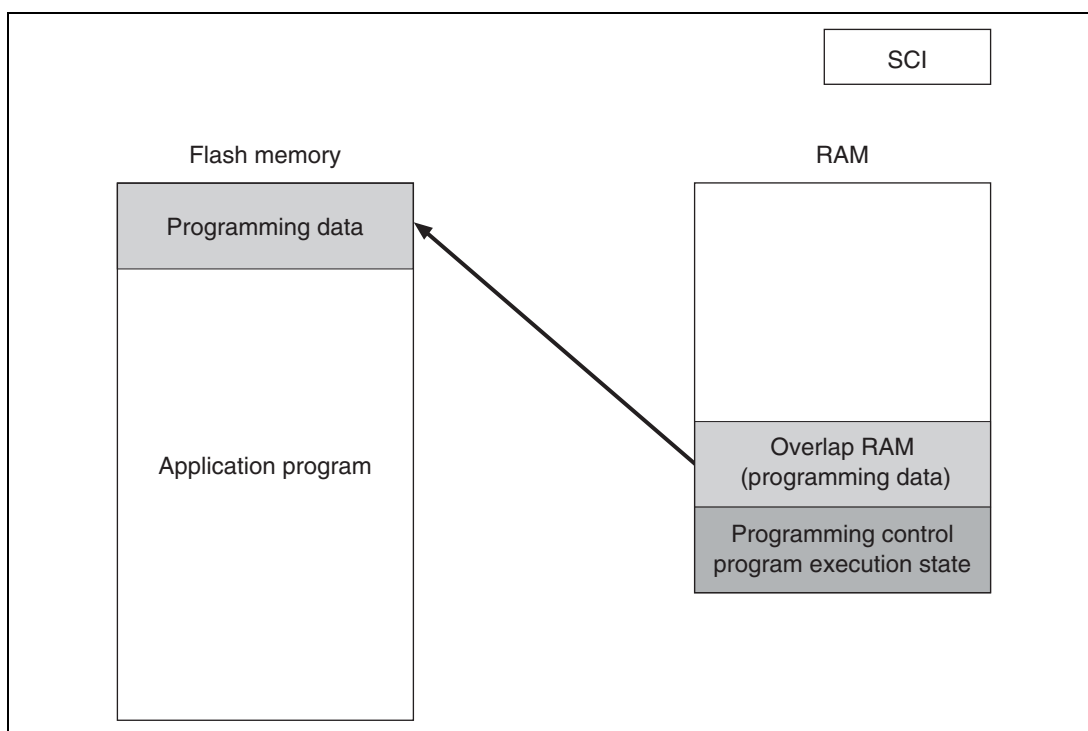 SCI
Flash memory
RAM
Programming data
Application program
Overlap RAM
(programming data)
Programming control
program execution state